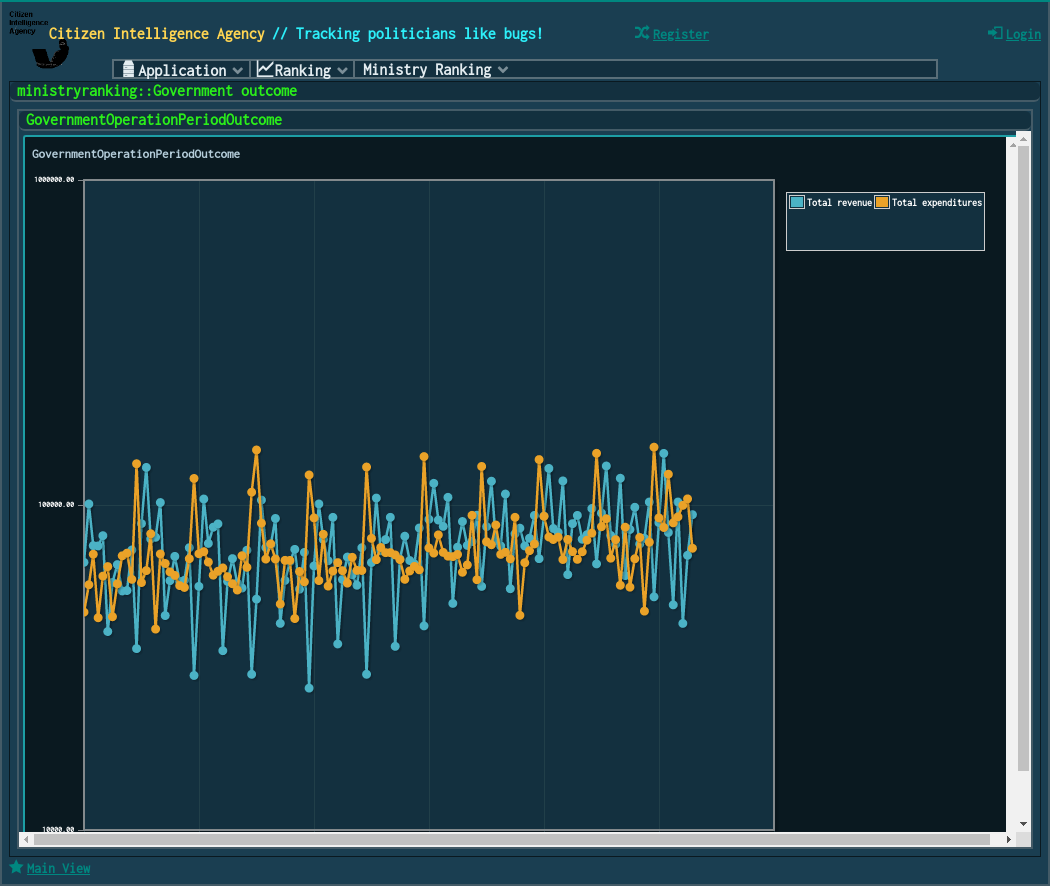 Citizen
Intelligence
Agency
Citizen Intelligence Agency // Tracking politicians like bugs!
Register
Login
Application
Ranking
Ministry Ranking
ministryranking::Government outcome
GovernmentOperationPeriodOutcome
GovernmentOperationPeriodOutcome
1000000.00
Total revenue
Total expenditures
100000.00
10000.00
Main View